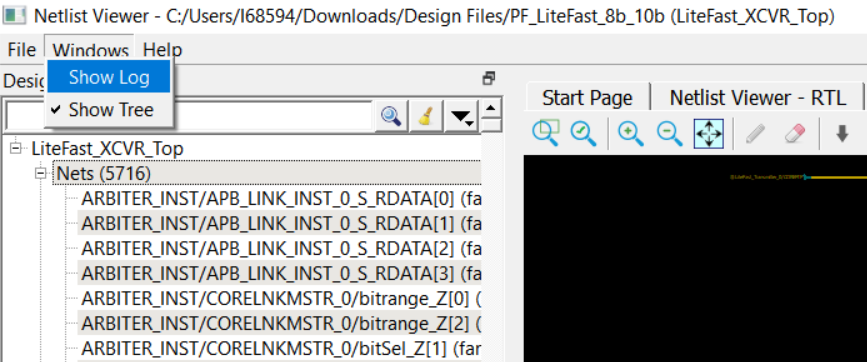 Netlist Viewer - C:/Users/I68594/Downloads/Design Files/PF_LiteFast_8b_10b (LiteFast_XCVR_Top)
File Windows Help
Show Log
Show Tree
Start Page Netlist Viewer - RTL
LiteFast_XCVR_Top
Nets (5716)
ARBITER_INST/APB_LINK_INST_0_S_RDATA[0] (fa
ARBITER_INST/APB_LINK_INST_0_S_RDATA[1] (fa
ARBITER_INST/APB_LINK_INST_0_S_RDATA[2] (fa
ARBITER_INST/APB_LINK_INST_0_S_RDATA[3] (fa
ARBITER_INST/CORELNKMSTR_0/bitrange_Z[0] (
ARBITER_INST/CORELNKMSTR_0/bitrange_Z[2] (
ARBITER_INST/CORELNKMSTR_0/bitSel_Z[1] (far